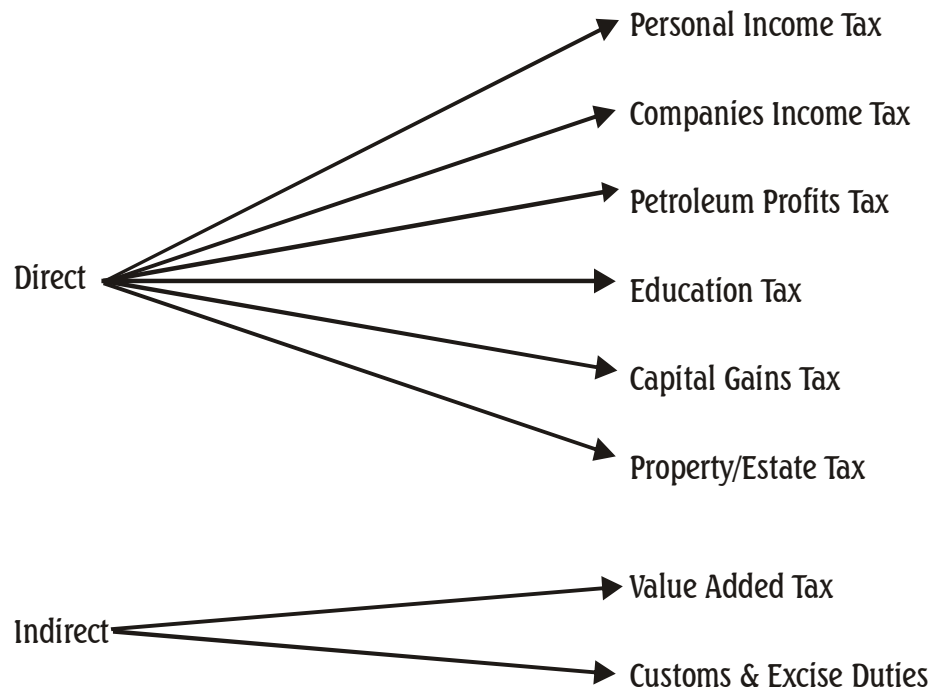 Personal Income Tax
Companies Income Tax
Petroleum Profits Tax
Direct
Education Tax
Capital Gains Tax
Property/Estate Tax
Value Added Tax
Indirect
Customs & Excise Duties